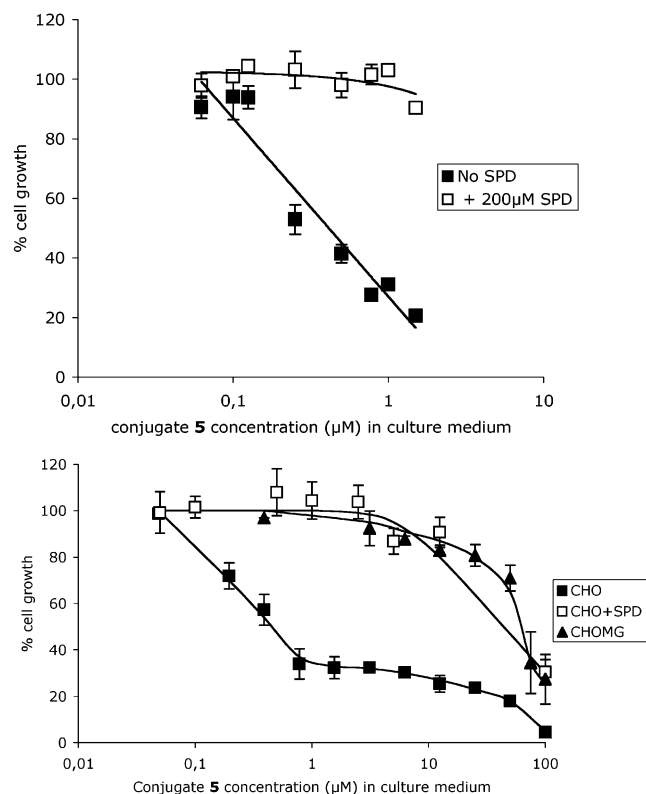 120
100
80
60
40
20
0
% cell growth
No SPD
+ 200µM SPD
0,01 0,1 1 10
conjugate 5 concentration (µM) in culture medium
120
100
80
60
40
20
0
% cell growth
CHO
CHO+SPD
CHOMG
0,01 0,1 1 10 100
Conjugate 5 concentration (µM) in culture medium